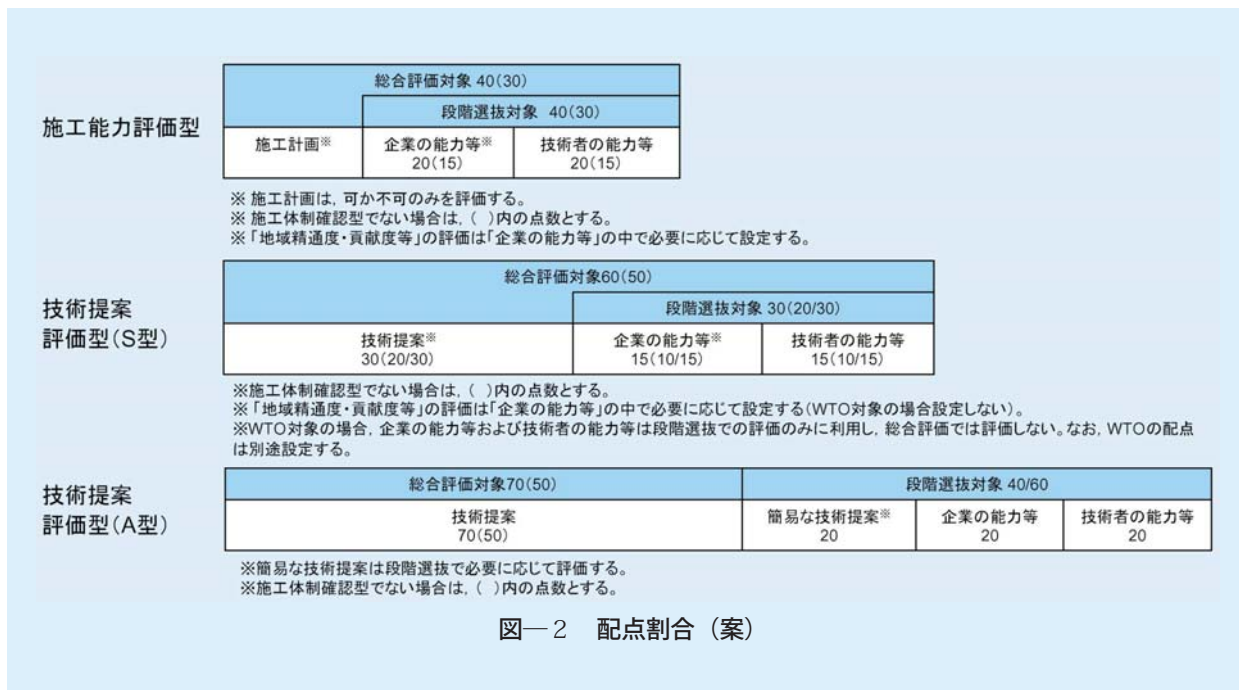 施工能力評価型
総合評価対象 40(30)
段階選抜対象 40(30)
施工計画※
企業の能力等※
20(15)
技術者の能力等
20(15)
※ 施工計画は, 可か不可のみを評価する。
※ 施工体制確認型でない場合は, ( )内の点数とする。
※「地域精通度・貢献度等」の評価は「企業の能力等」の中で必要に応じて設定する。
技術提案
評価型(S型)
総合評価対象60(50)
段階選抜対象 30(20/30)
技術提案※
30(20/30)
企業の能力等※
15(10/15)
技術者の能力等
15(10/15)
※施工体制確認型でない場合は, ( )内の点数とする。
※「地域精通度・貢献度等」の評価は「企業の能力等」の中で必要に応じて設定する(WTO対象の場合設定しない)。
※WTO対象の場合, 企業の能力等および技術者の能力等は段階選抜での評価のみに利用し, 総合評価では評価しない。なお, WTOの配点
は別途設定する。
技術提案
評価型(A型)
総合評価対象70(50)
段階選抜対象 40/60
技術提案
70(50)
簡易な技術提案※
20
企業の能力等
20
技術者の能力等
20
※簡易な技術提案は段階選抜で必要に応じて評価する。
※施工体制確認型でない場合は, ( )内の点数とする。
図―2 配点割合(案)